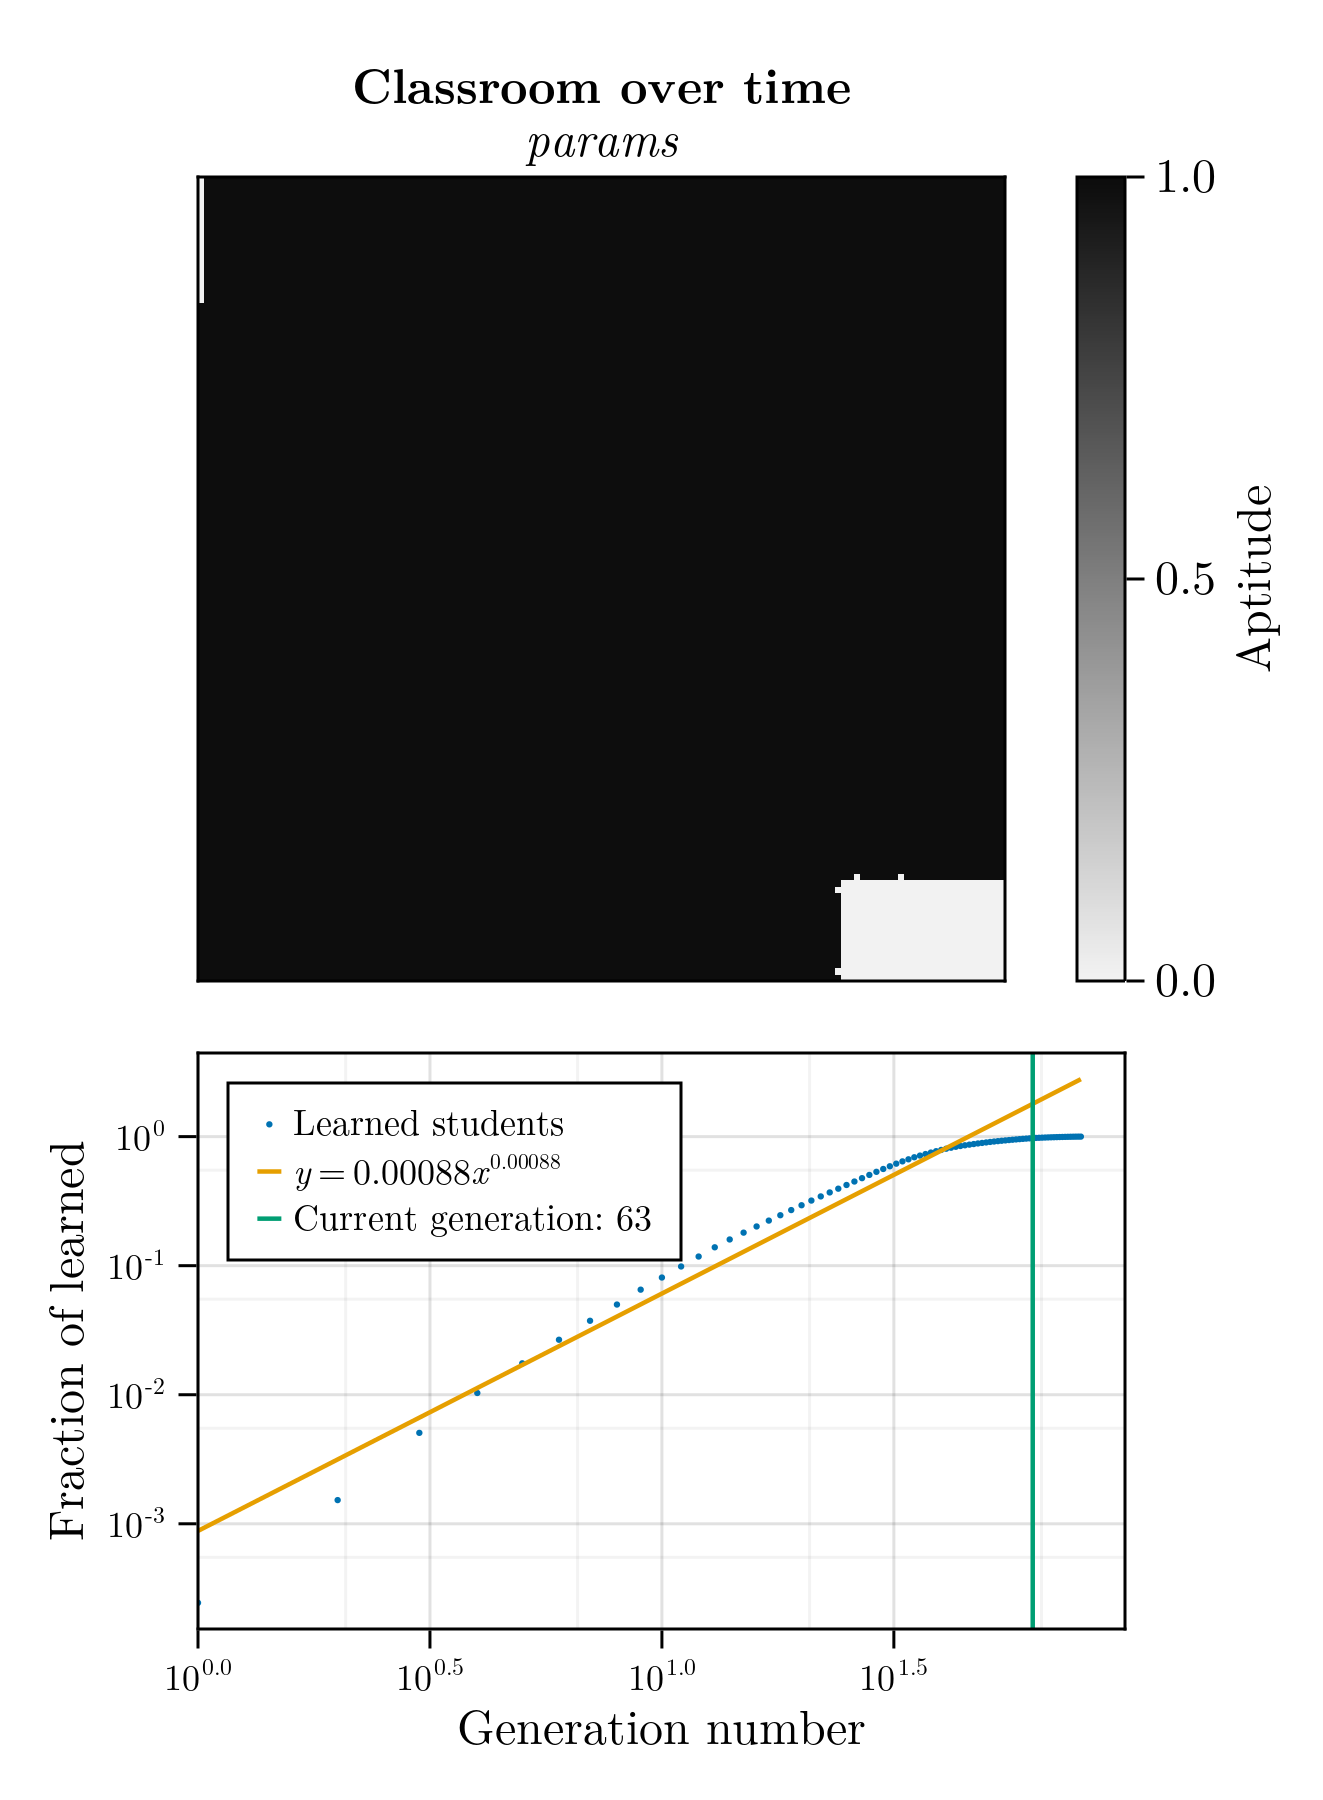 Classroom over time
params
1.0
0.5
0.0
Aptitude
Learned students
y = 0.00088x^0.00088
Current generation: 63
10^0
10^-1
10^-2
10^-3
Fraction of learned
10^0.0 10^0.5 10^1.0 10^1.5
Generation number